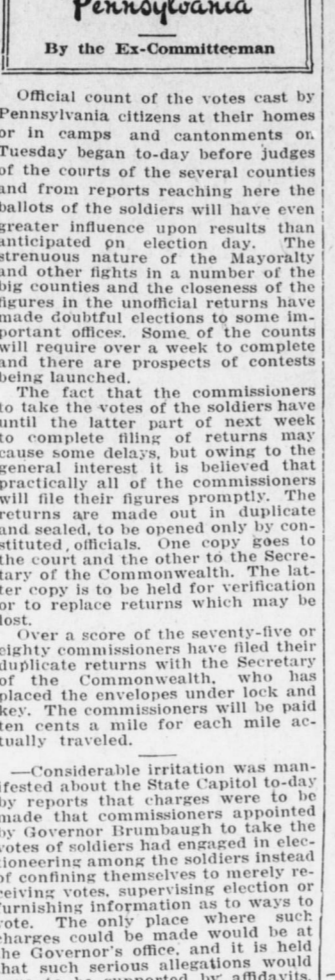 Pennsylvania
By the Ex-Committeeman
Official count of the votes cast by
Pennsylvania citizens at their homes
or in camps and cantonments on
Tuesday began to-day before judges
of the courts of the several counties
and from reports reaching here the
ballots of the soldiers will have even
greater influence upon results than
anticipated pn election day. The
strenuous nature of the Mayoralty
and other fights in a number of the
big counties and the closeness of the
figures in the unofficial returns have
made doubtful elections to some im-
portant offices. Some of the counts
will require over a week to complete
and there are prospects of contests
being launched.
The fact that the commissioners
to take the votes of the soldiers have
until the latter part of next week
to complete filing of returns may
cause some delays, but owing to the
general interest it is believed that
practically all of the commissioners
will file their figures promptly. The
returns are made out in duplicate
and sealed, to be opened only by con-
stituted officials. One copy goes to
the court and the other to the Secre-
tary of the Commonwealth. The lat-
ter copy is to be held for verification
or to replace returns which may be
lost.
Over a score of the seventy-five or
eighty commissioners have filed their
duplicate returns with the Secretary
of the Commonwealth, who has
placed the envelopes under lock and
key. The commissioners will be paid
ten cents a mile for each mile ac-
tually traveled.
—Considerable irritation was man-
ifested about the State Capitol to-day
by reports that charges were to be
made that commissioners appointed
by Governor Brumbaugh to take the
votes of soldiers had engaged in elec-
tioneering among the soldiers instead
of confining themselves to merely re-
ceiving votes, supervising election or
furnishing information as to ways to
vote. The only place where such
charges could be made would be at
the Governor's office, and it is held
that such serious allegations would
by affidavits,